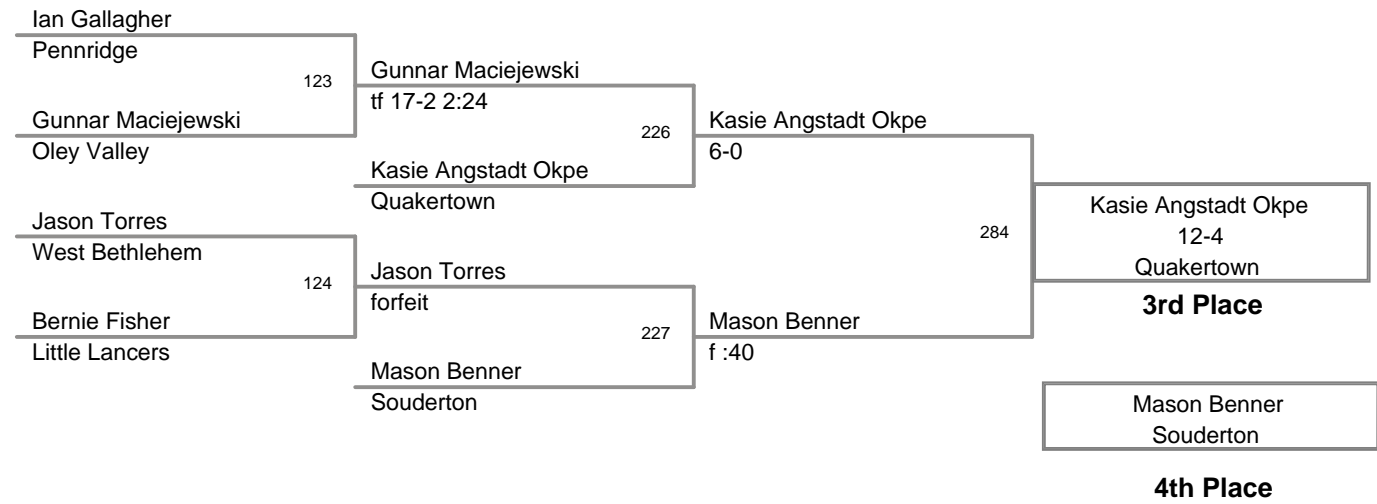 Ian Gallagher
Pennridge
123
Gunnar Maciejewski
Oley Valley
Jason Torres
West Bethlehem
124
Bernie Fisher
Little Lancers
Gunnar Maciejewski
tf 17-2 2:24
226
Kasie Angstadt Okpe
Quakertown
Jason Torres
forfeit
227
Mason Benner
Souderton
Kasie Angstadt Okpe
6-0
284
Mason Benner
f :40
Kasie Angstadt Okpe
12-4
Quakertown
3rd Place
Mason Benner
Souderton
4th Place